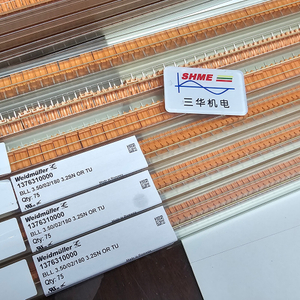 SHME
三华机电
Weidmüller
1376310000
BLL 3.50/02/180 3.2SN OR TU
Qty: 75
Weidmüller
1376310000
BLL 3.50/02/180 3.2SN OR TU
Qty: 75
Weidmüller
1376310000
BLL 3.50/02/180 3.2SN OR TU
Qty: 75